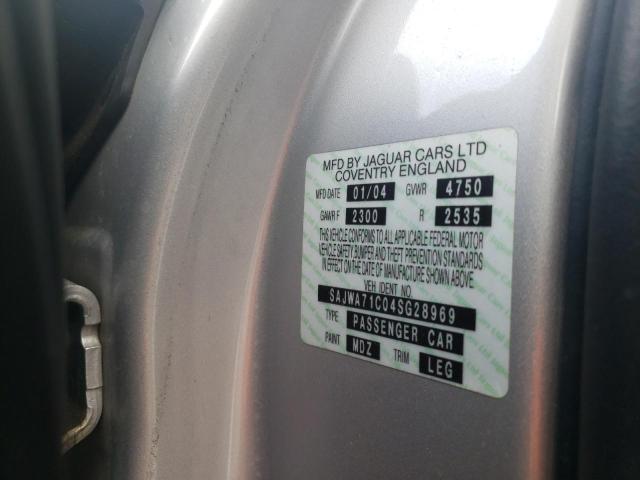 MFD BY JAGUAR CARS LTD
COVENTRY ENGLAND
MFD DATE 01/04 GVWR 4750
GAWR F 2300 R 2535
THIS VEHICLE CONFORMS TO ALL APPLICABLE FEDERAL MOTOR
VEHICLE SAFETY BUMPER AND THEFT PREVENTION STANDARDS
IN EFFECT ON THE DATE OF MANUFACTURE SHOWN ABOVE
VEH IDENT NO.
SAJWA71C04SG28969
TYPE PASSENGER CAR
PAINT MDZ TRIM LEG